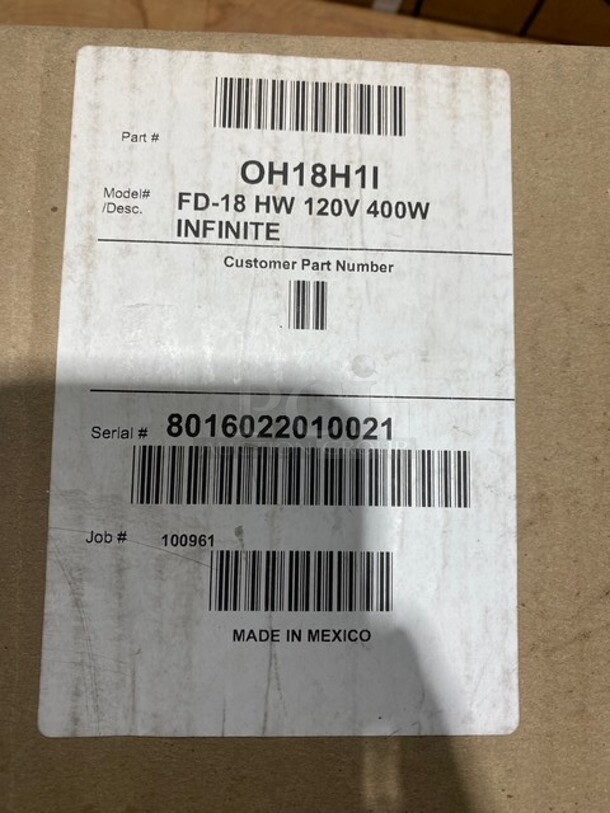 Part #
OH18H1I
Model# FD-18 HW 120V 400W
/Desc. INFINITE
Customer Part Number
Serial # 8016022010021
Job # 100961
MADE IN MEXICO